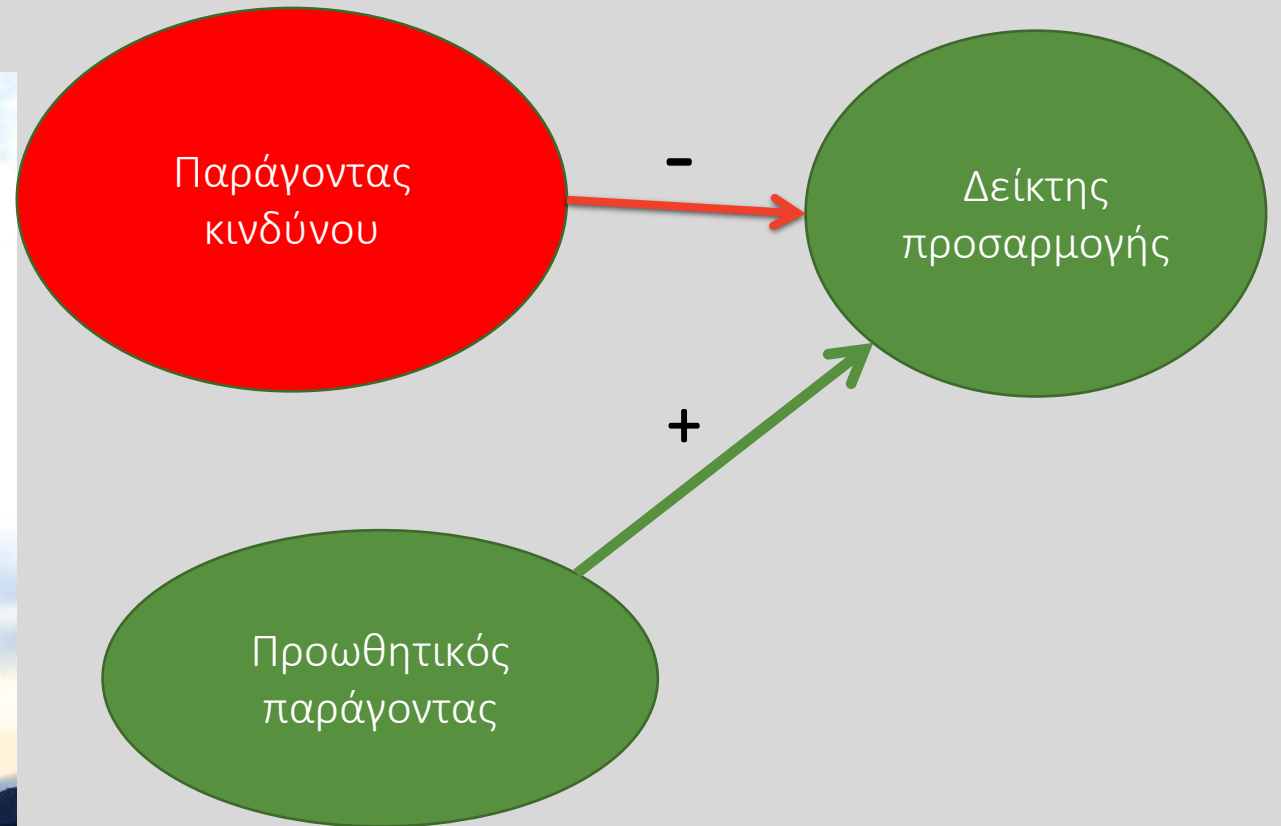 Παράγοντας
κινδύνου
-
Δείκτης
προσαρμογής
+
Προωθητικός
παράγοντας